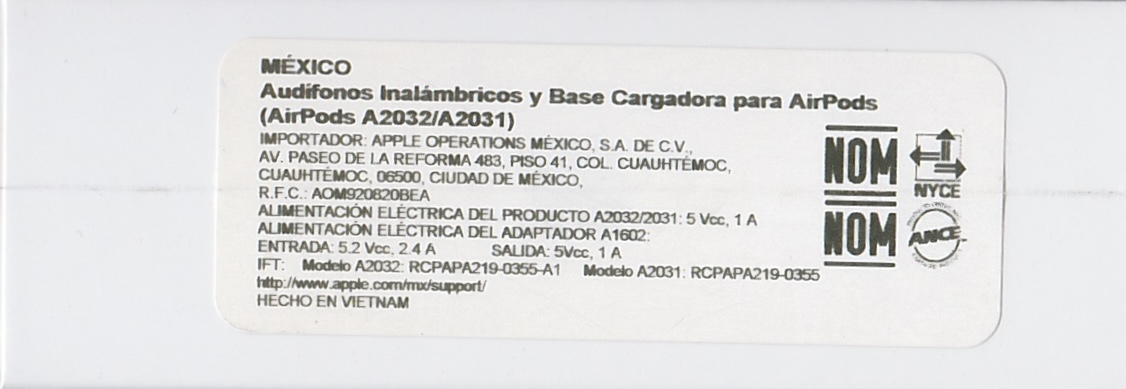 MÉXICO
Audífonos Inalámbricos y Base Cargadora para AirPods
(AirPods A2032/A2031)
IMPORTADOR: APPLE OPERATIONS MÉXICO, S.A. DE C.V.,
AV. PASEO DE LA REFORMA 483, PISO 41, COL. CUAUHTÉMOC,
CUAUHTÉMOC, 06500, CIUDAD DE MÉXICO,
R.F.C.: AOM920820BEA
ALIMENTACIÓN ELÉCTRICA DEL PRODUCTO A2032/2031: 5 Vcc, 1 A
ALIMENTACIÓN ELÉCTRICA DEL ADAPTADOR A1602:
ENTRADA: 5.2 Vcc, 2.4 A SALIDA: 5Vcc, 1 A
IFT: Modelo A2032: RCPAPA219-0355-A1 Modelo A2031: RCPAPA219-0355
http://www.apple.com/mx/support/
HECHO EN VIETNAM
NOM
NYCE
NOM
ANCE